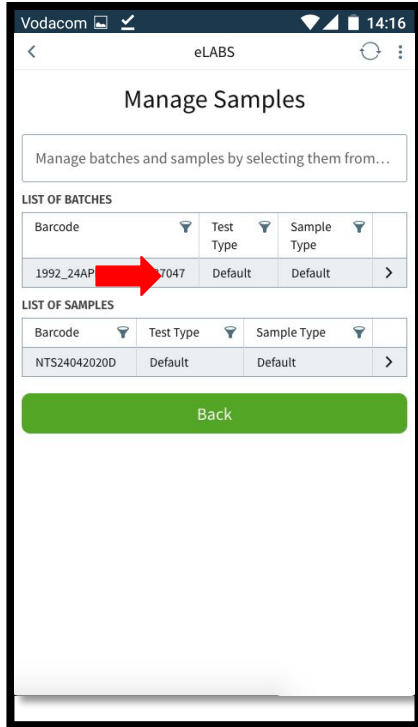 Vodacom 14:16
eLABS
Manage Samples
Manage batches and samples by selecting them from...
LIST OF BATCHES
Barcode Test Type Sample Type
1992_24AP 7047 Default Default
LIST OF SAMPLES
Barcode Test Type Sample Type
NTS24042020D Default Default
Back